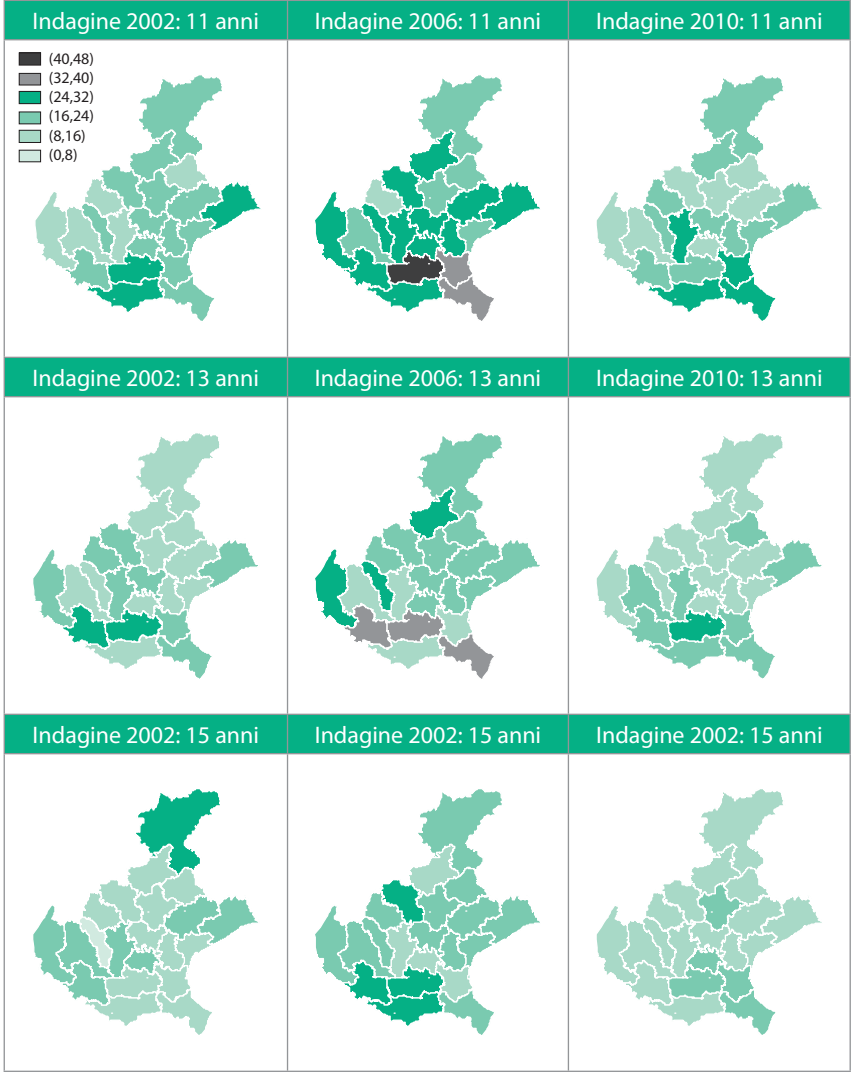 Indagine 2002: 11 anni
Indagine 2006: 11 anni
Indagine 2010: 11 anni
(40,48)
(32,40)
(24,32)
(16,24)
(8,16)
(0,8)
Indagine 2002: 13 anni
Indagine 2006: 13 anni
Indagine 2010: 13 anni
Indagine 2002: 15 anni
Indagine 2002: 15 anni
Indagine 2002: 15 anni